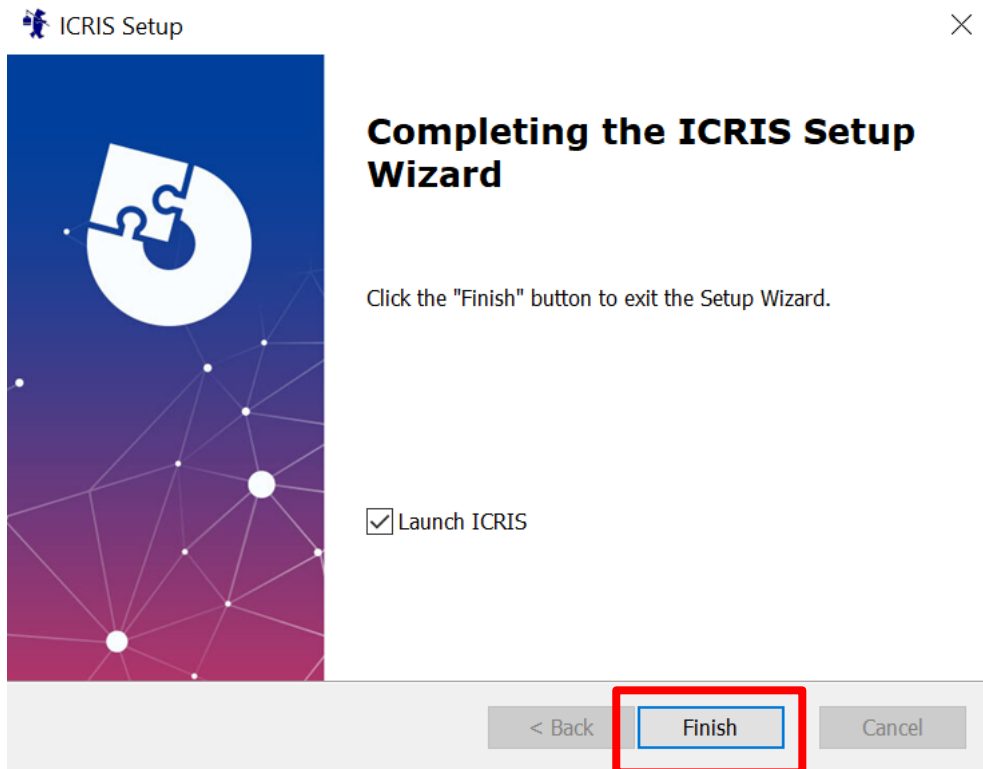 ICRIS Setup
Completing the ICRIS Setup
Wizard
Click the "Finish" button to exit the Setup Wizard.
Launch ICRIS
< Back
Finish
Cancel